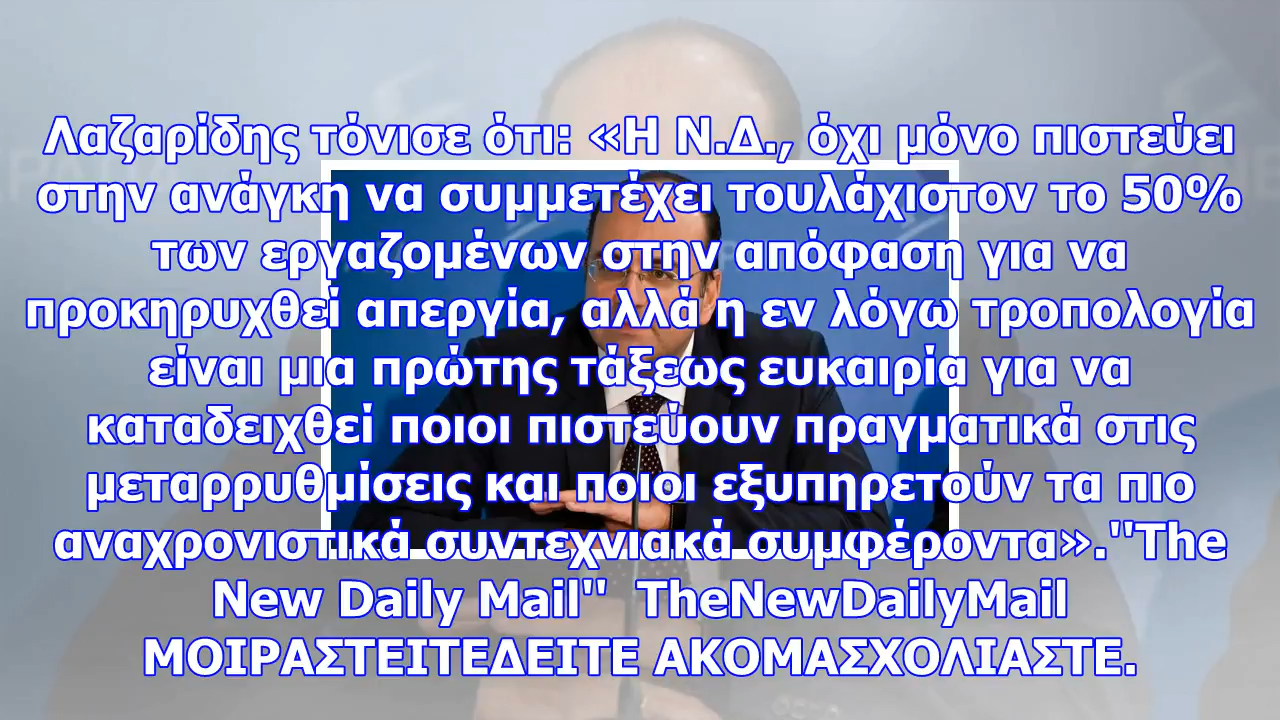 Λαζαρίδης τόνισε ότι: «Η Ν.Δ., όχι μόνο πιστεύει
στην ανάγκη να συμμετέχει τουλάχιστον το 50%
των εργαζομένων στην απόφαση για να
προκηρυχθεί απεργία, αλλά η εν λόγω τροπολογία
είναι μια πρώτης τάξεως ευκαιρία για να
καταδειχθεί ποιοι πιστεύουν πραγματικά στις
μεταρρυθμίσεις και ποιοι εξυπηρετούν τα πιο
αναχρονιστικά συντεχνιακά συμφέροντα».''The
New Daily Mail''  TheNewDailyMail
ΜΟΙΡΑΣΤΕΙΤΕΔΕΙΤΕ ΑΚΟΜΑΣΧΟΛΙΑΣΤΕ.